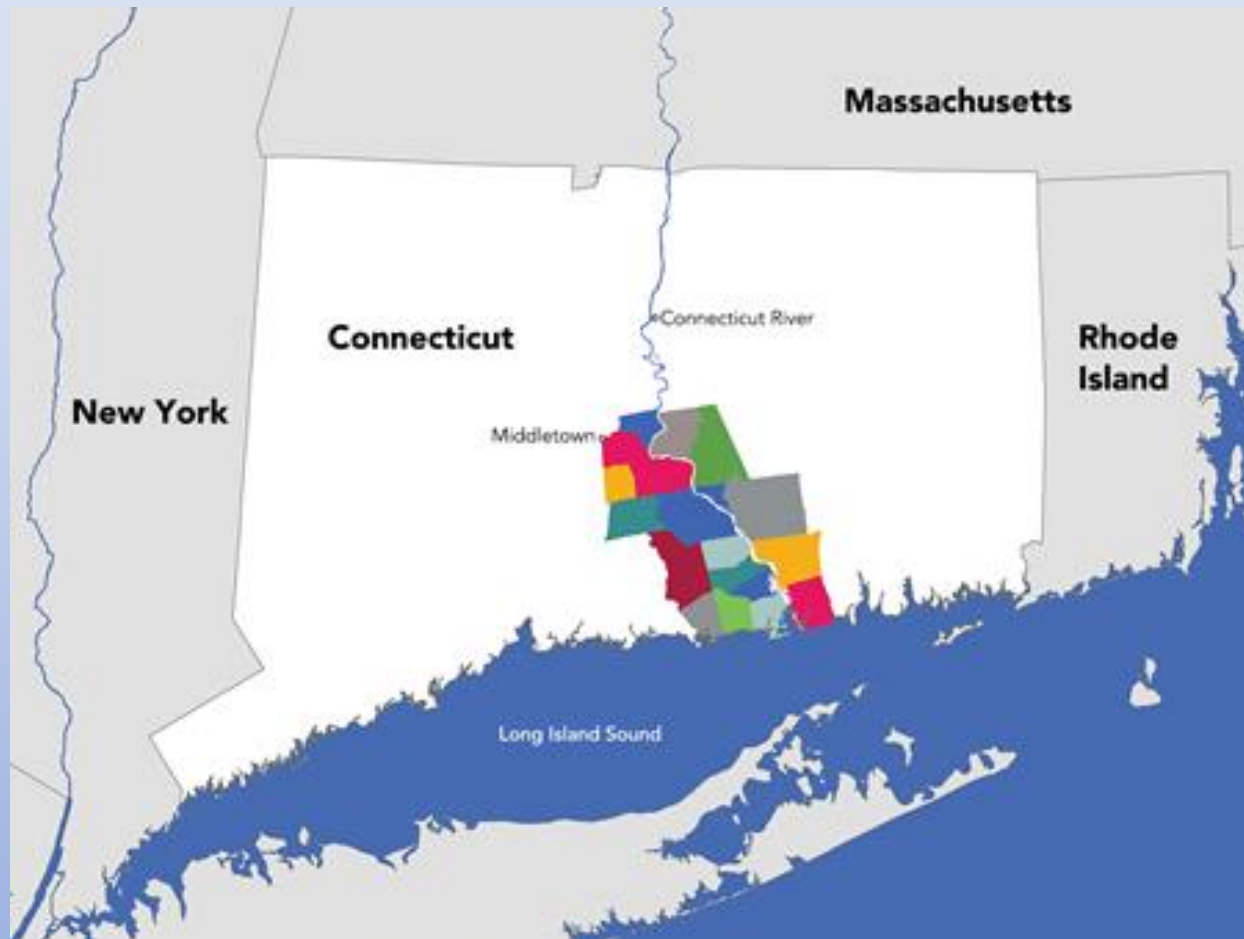 Massachusetts
Connecticut River
Connecticut
Rhode
Island
New York
Middletown
Long Island Sound